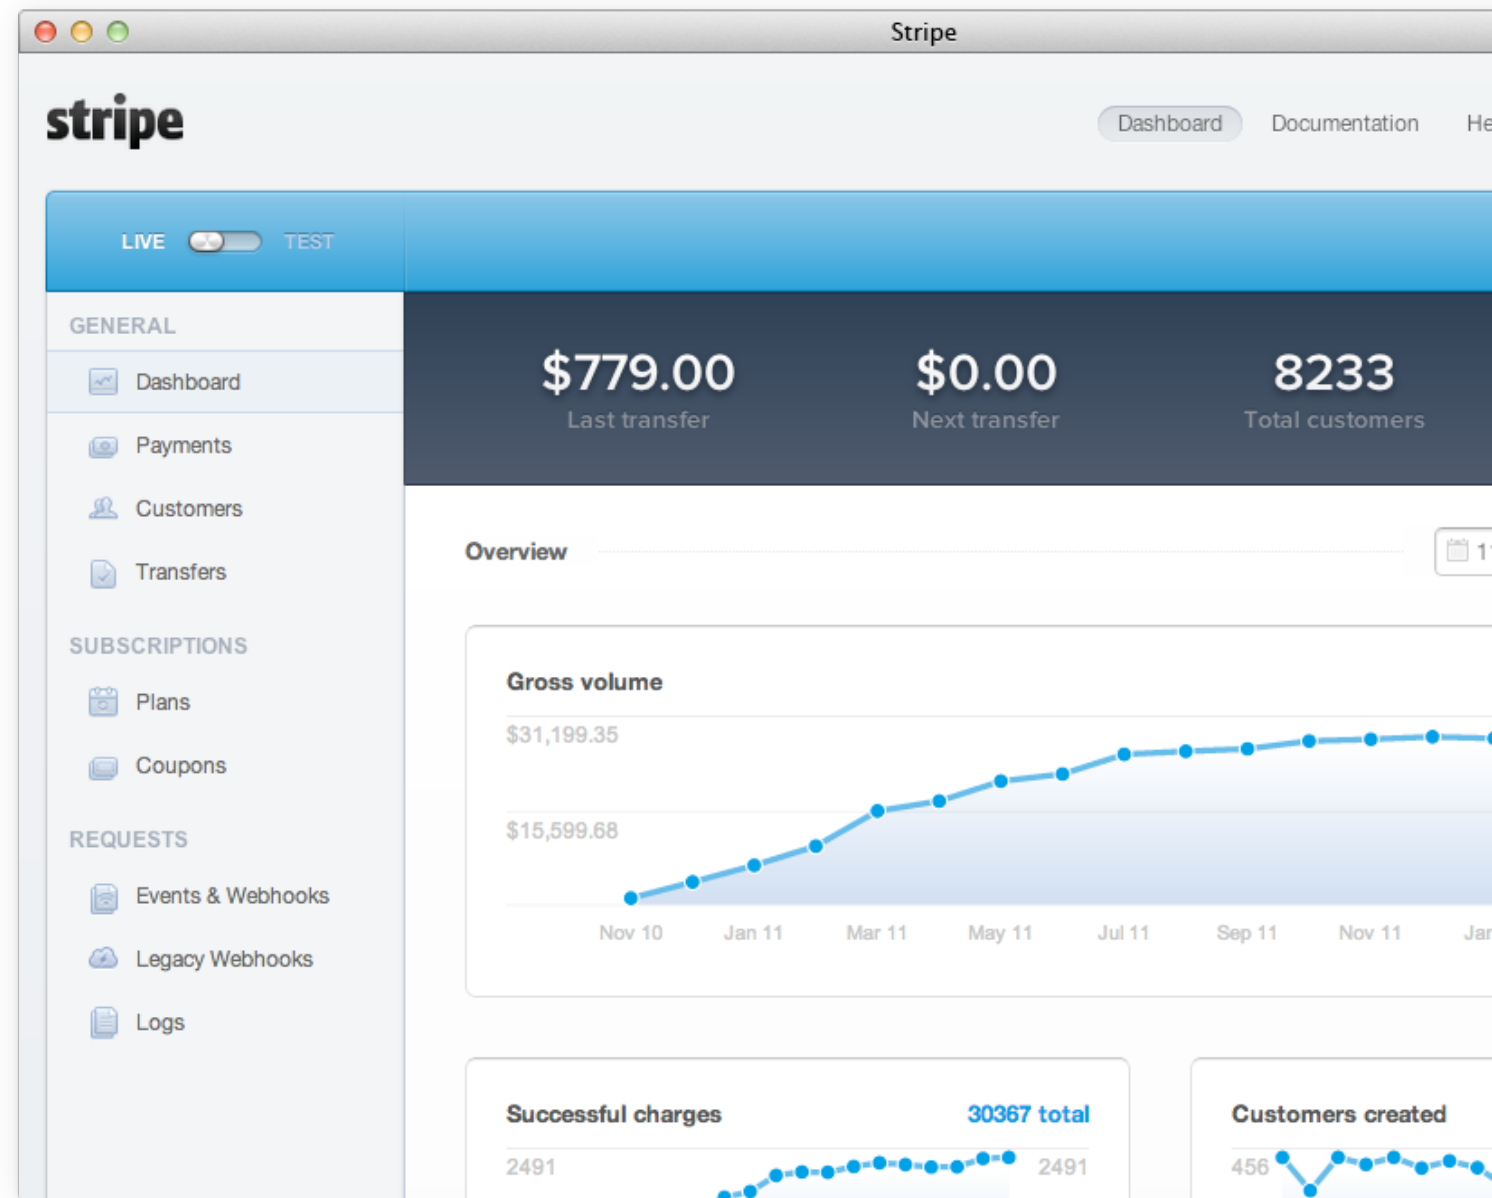 Stripe
stripe
Dashboard Documentation
LIVE TEST
GENERAL
Dashboard
Payments
Customers
Transfers
SUBSCRIPTIONS
Plans
Coupons
REQUESTS
Events & Webhooks
Legacy Webhooks
Logs
$779.00 $0.00 8233
Last transfer Next transfer Total customers
Overview
Gross volume
$31,199.35
$15,599.68
Nov 10 Jan 11 Mar 11 May 11 Jul 11 Sep 11 Nov 11
Successful charges 30367 total
2491 2491
Customers created
456